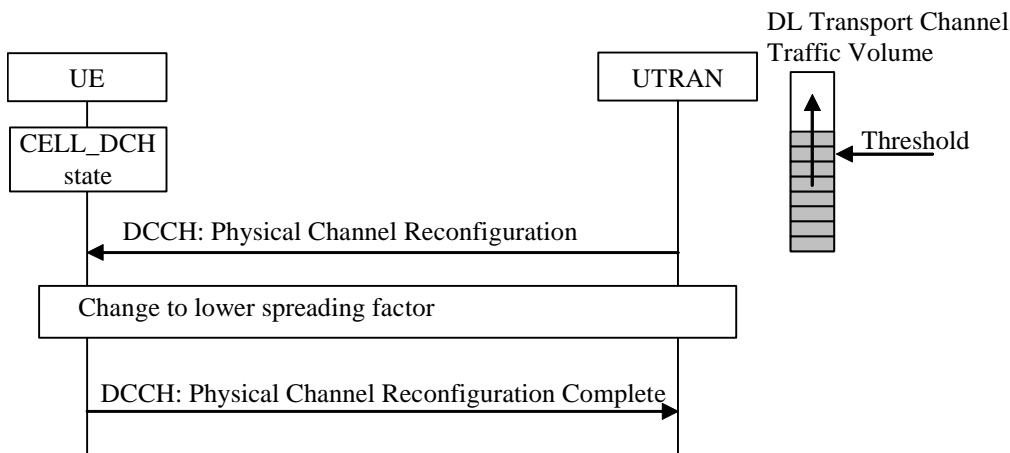 DL Transport Channel
Traffic Volume
UE
UTRAN
CELL_DCH
state
Threshold
DCCH: Physical Channel Reconfiguration
Change to lower spreading factor
DCCH: Physical Channel Reconfiguration Complete